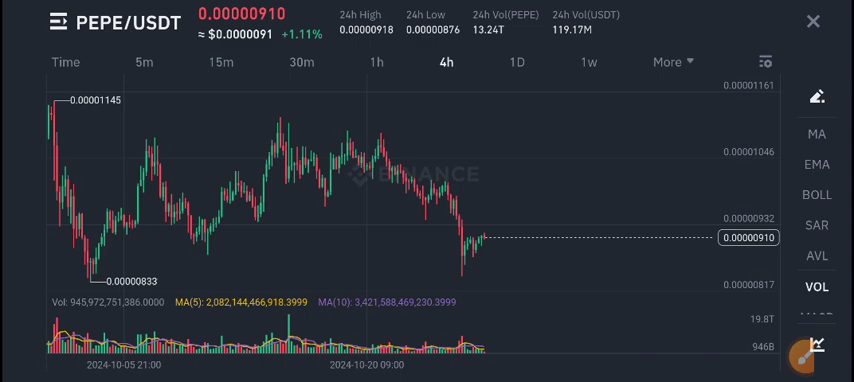 PEPE/USDT
0.00000910
≈ $0.0000091 +1.11%
24h High
0.00000918
24h Low
0.00000876
24h Vol(PEPE)
13.24T
24h Vol(USDT)
119.17M
Time 5m 15m 30m 1h 4h 1D 1w More
0.00001161
0.00001145
MA
0.00001046
EMA
BINANCE
BOLL
0.00000932
SAR
0.00000910
AVL
0.00000833
0.00000817
VOL
Vol: 945,972,751,386.0000 MA(5): 2,082,144,466,918.3999 MA(10): 3,421,588,469,230.3999
19.8T
946B
2024-10-05 21:00 2024-10-20 09:00